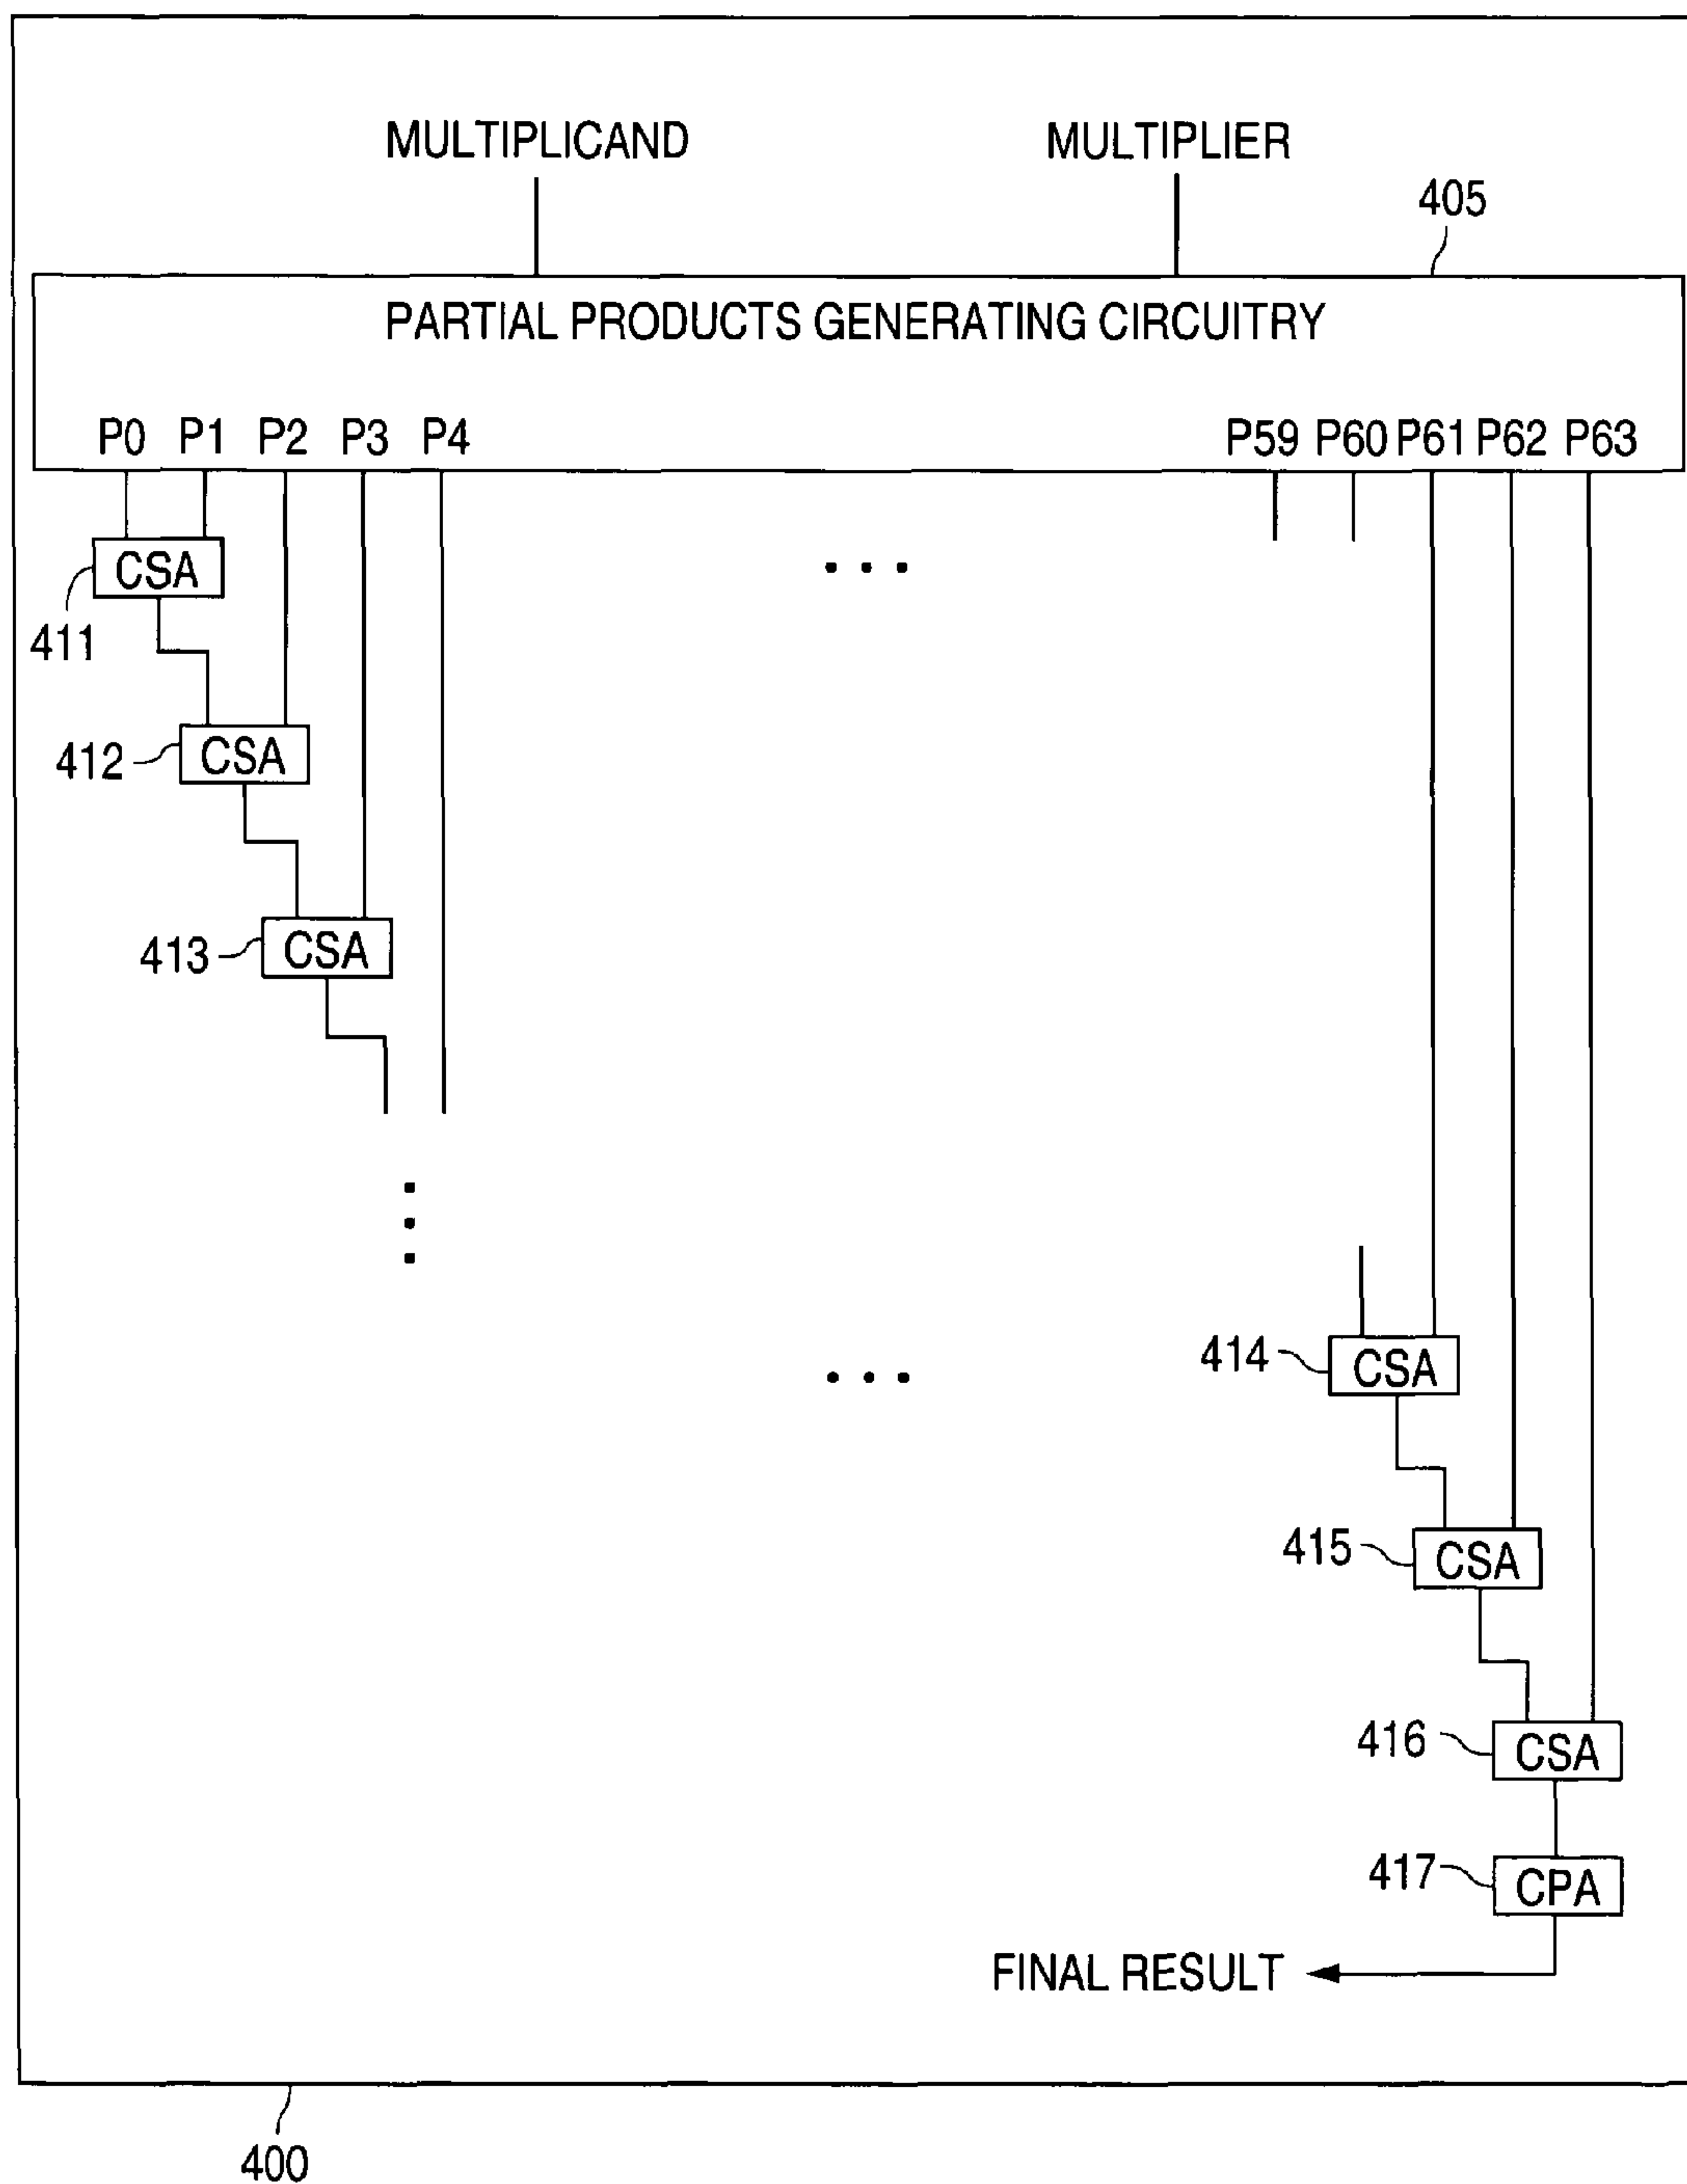 MULTIPLICAND MULTIPLIER
405
PARTIAL PRODUCTS GENERATING CIRCUITRY
P0 P1 P2 P3 P4 P59 P60 P61 P62 P63
CSA
411
CSA
412
CSA
413
CSA
414
CSA
415
CSA
416
CPA
417
FINAL RESULT
400